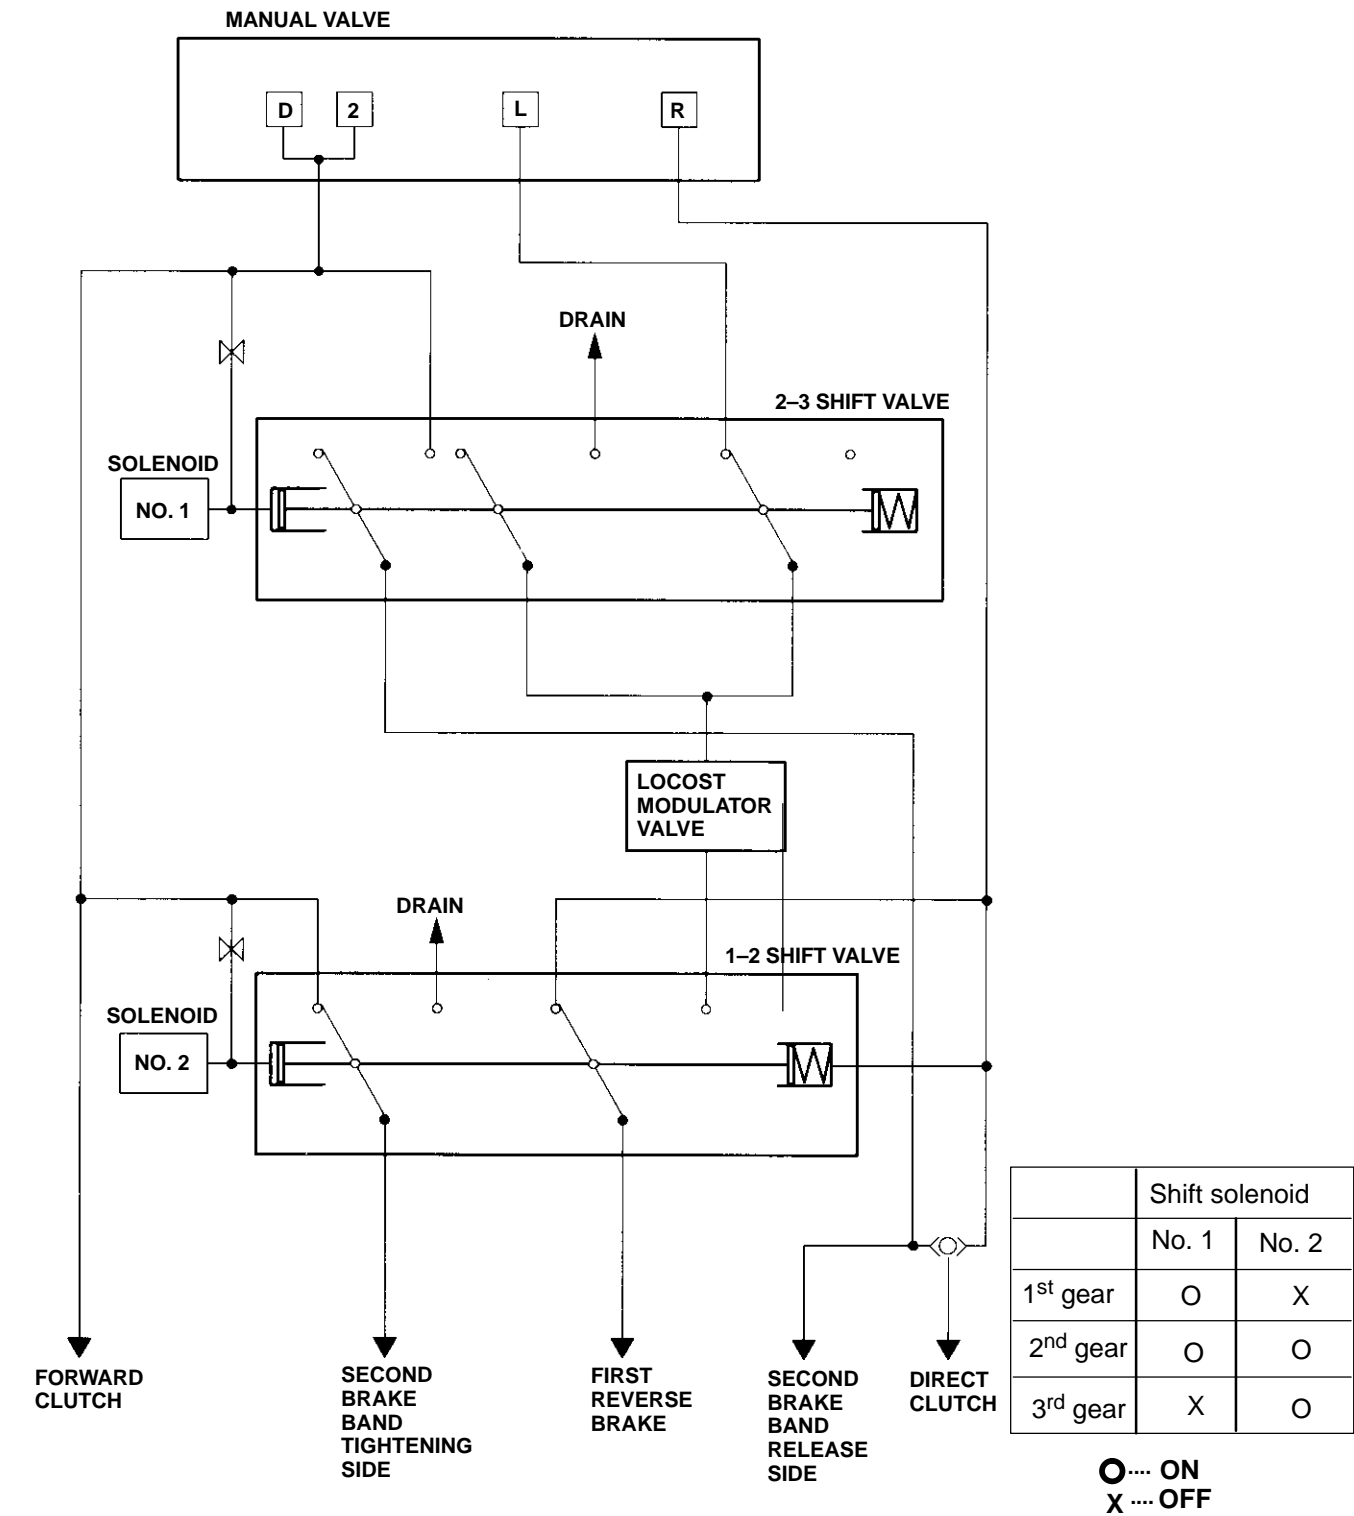 MANUAL VALVE
D 2 L R
DRAIN
2–3 SHIFT VALVE
SOLENOID
NO. 1
LOCOST
MODULATOR
VALVE
DRAIN
1–2 SHIFT VALVE
SOLENOID
NO. 2
FORWARD
CLUTCH
SECOND
BRAKE
BAND
TIGHTENING
SIDE
FIRST
REVERSE
BRAKE
SECOND
BRAKE
BAND
RELEASE
SIDE
DIRECT
CLUTCH
Shift solenoid
No. 1 No. 2
1st gear O X
2nd gear O O
3rd gear X O
O ···· ON
X ···· OFF